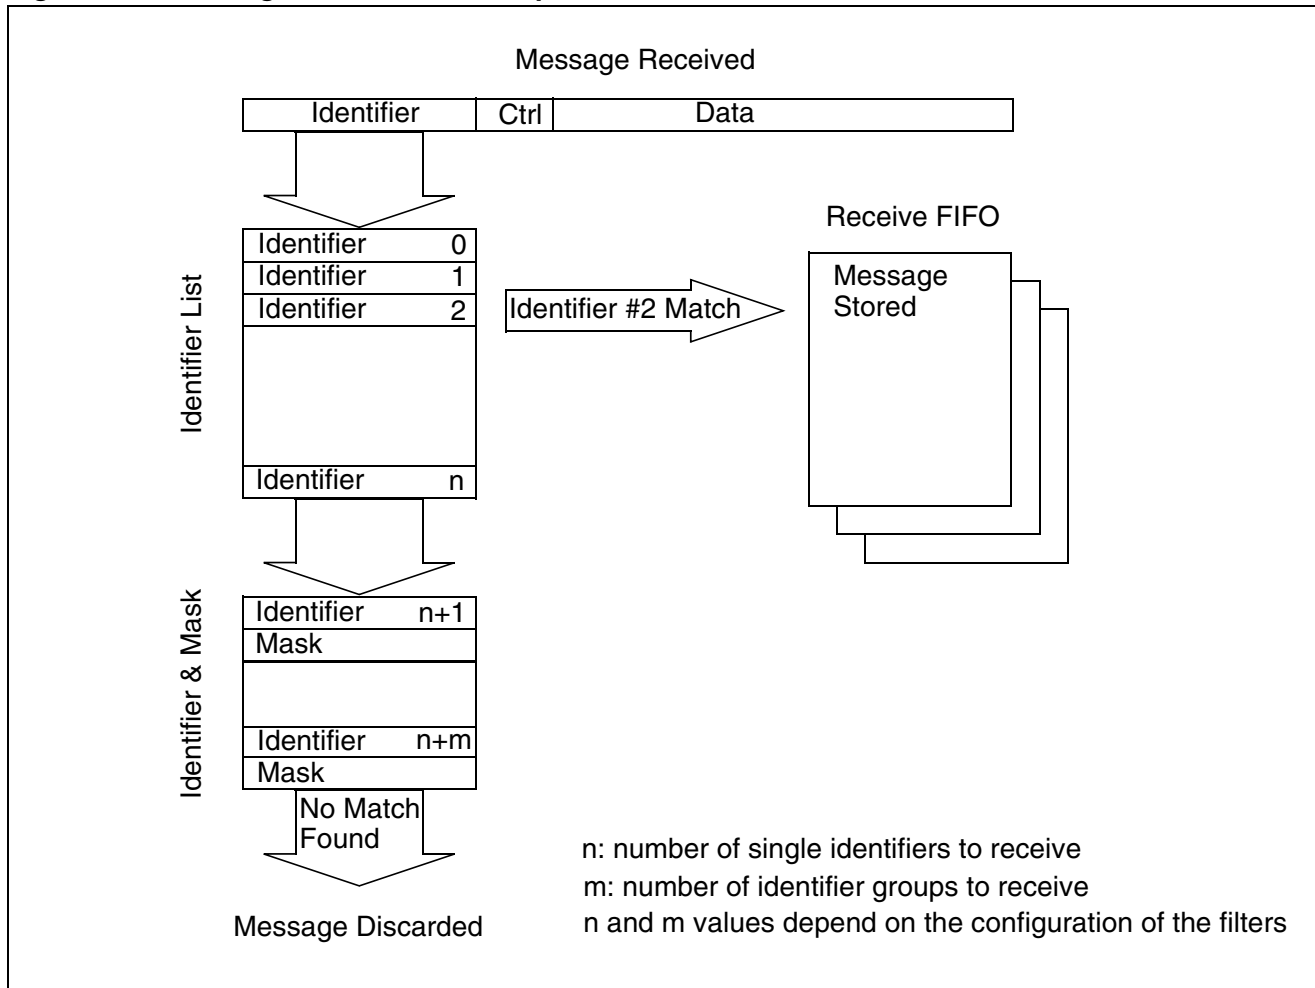 Message Received
Identifier Ctrl Data
Receive FIFO
Identifier List
Identifier 0
Identifier 1
Identifier 2
Identifier #2 Match
Message
Stored
Identifier n
Identifier & Mask
Identifier n+1
Mask
Identifier n+m
Mask
No Match
Found
Message Discarded
n: number of single identifiers to receive
m: number of identifier groups to receive
n and m values depend on the configuration of the filters